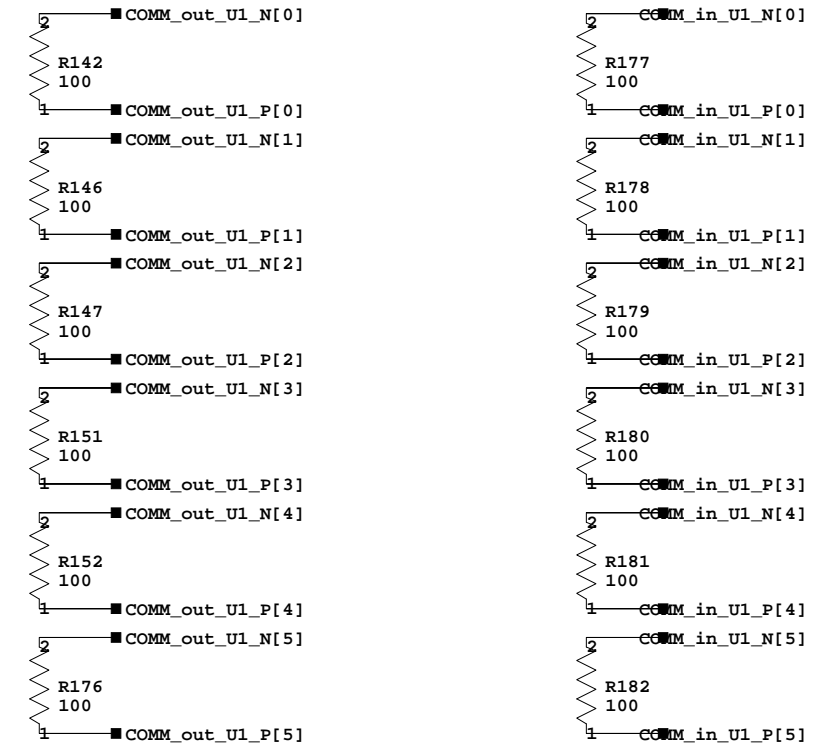 2 COMM_out_U1_N[0]
R142
100
1 COMM_out_U1_P[0]
2 COMM_out_U1_N[1]
R146
100
1 COMM_out_U1_P[1]
2 COMM_out_U1_N[2]
R147
100
1 COMM_out_U1_P[2]
2 COMM_out_U1_N[3]
R151
100
1 COMM_out_U1_P[3]
2 COMM_out_U1_N[4]
R152
100
1 COMM_out_U1_P[4]
2 COMM_out_U1_N[5]
R176
100
1 COMM_out_U1_P[5]
2 COMM_in_U1_N[0]
R177
100
1 COMM_in_U1_P[0]
2 COMM_in_U1_N[1]
R178
100
1 COMM_in_U1_P[1]
2 COMM_in_U1_N[2]
R179
100
1 COMM_in_U1_P[2]
2 COMM_in_U1_N[3]
R180
100
1 COMM_in_U1_P[3]
2 COMM_in_U1_N[4]
R181
100
1 COMM_in_U1_P[4]
2 COMM_in_U1_N[5]
R182
100
1 COMM_in_U1_P[5]